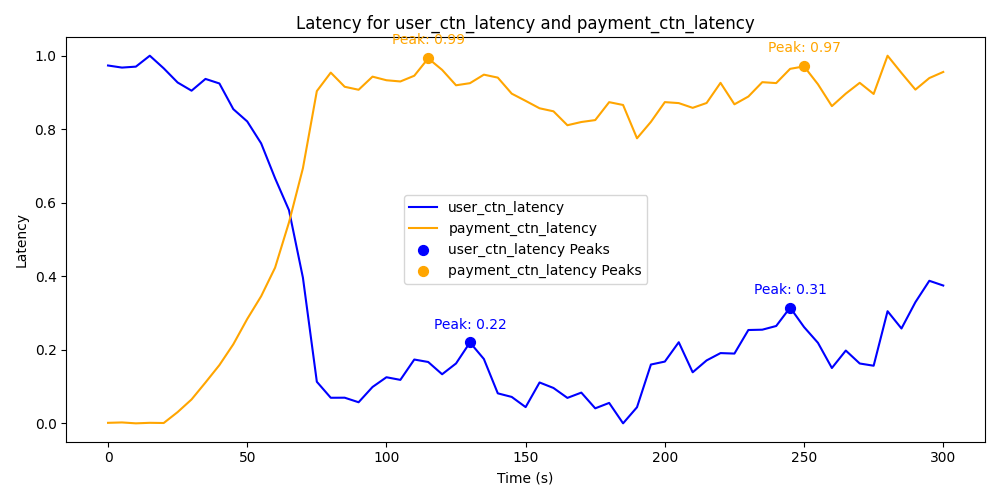 Latency for user_ctn_latency and payment_ctn_latency
Peak: 0.99
Peak: 0.97
1.0
0.8
0.6
0.4
0.2
0.0
Latency
user_ctn_latency
payment_ctn_latency
user_ctn_latency Peaks
payment_ctn_latency Peaks
Peak: 0.31
Peak: 0.22
0 50 100 150 200 250 300
Time (s)